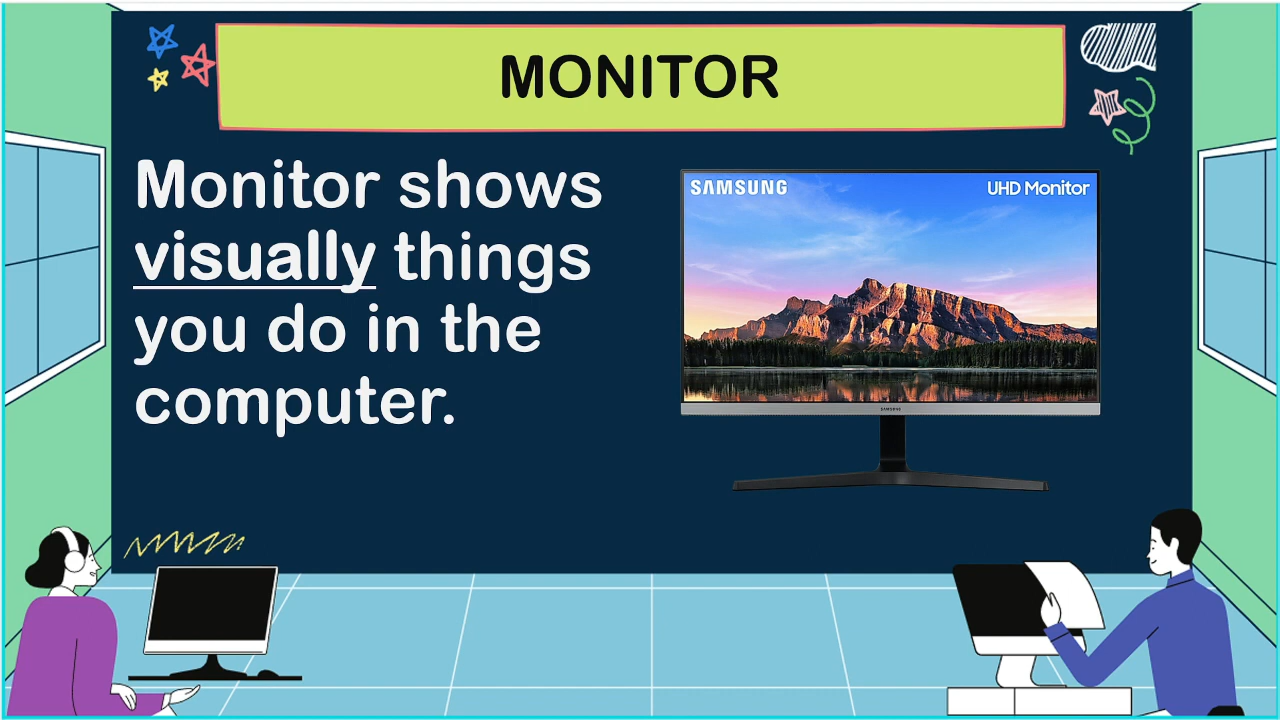 MONITOR
Monitor shows
visually things
you do in the
computer.
SAMSUNG
UHD Monitor
SAMSUNG